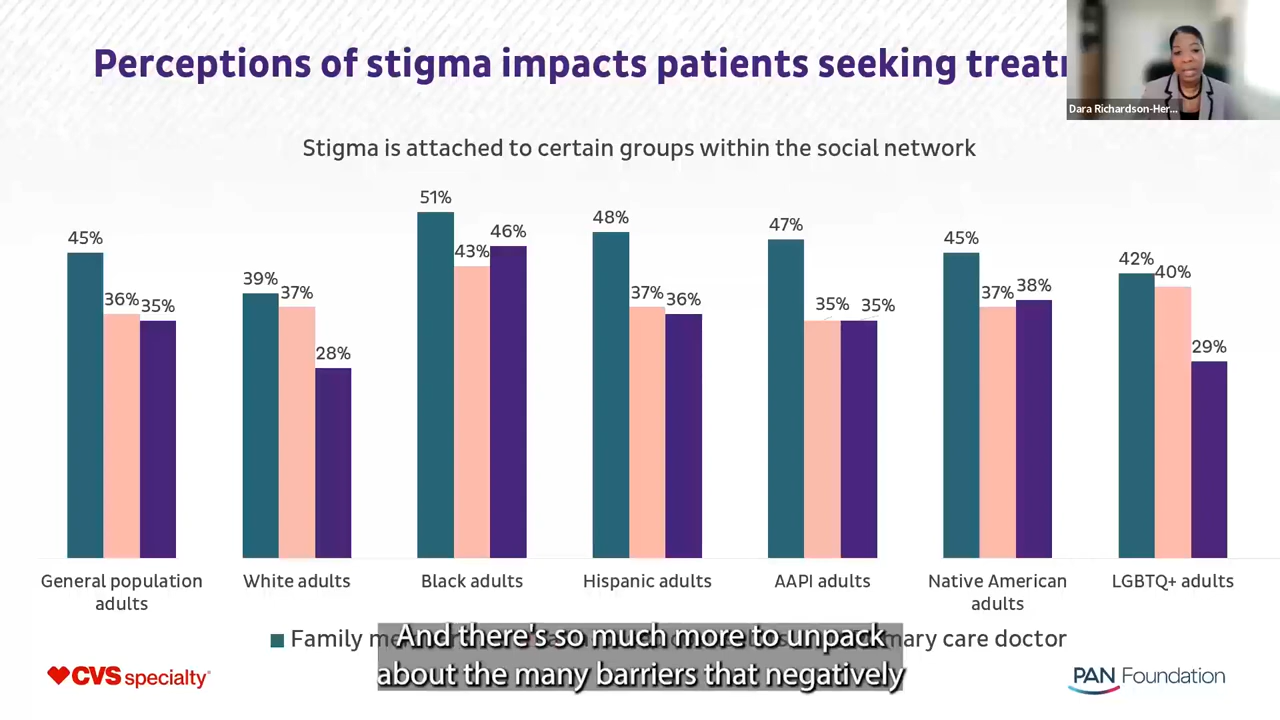 Perceptions of stigma impacts patients seeking
Dara Richardson-Her...
Stigma is attached to certain groups within the social network
45%
36%
35%
39%
37%
28%
51%
43%
46%
48%
37%
36%
47%
35%
35%
45%
37%
38%
42%
40%
29%
General population
adults
White adults
Black adults
Hispanic adults
AAPI adults
Native American
adults
LGBTQ+ adults
Family care doctor
And there's so much more to unpack
about the many barriers that negatively
CVS specialty®
PAN Foundation